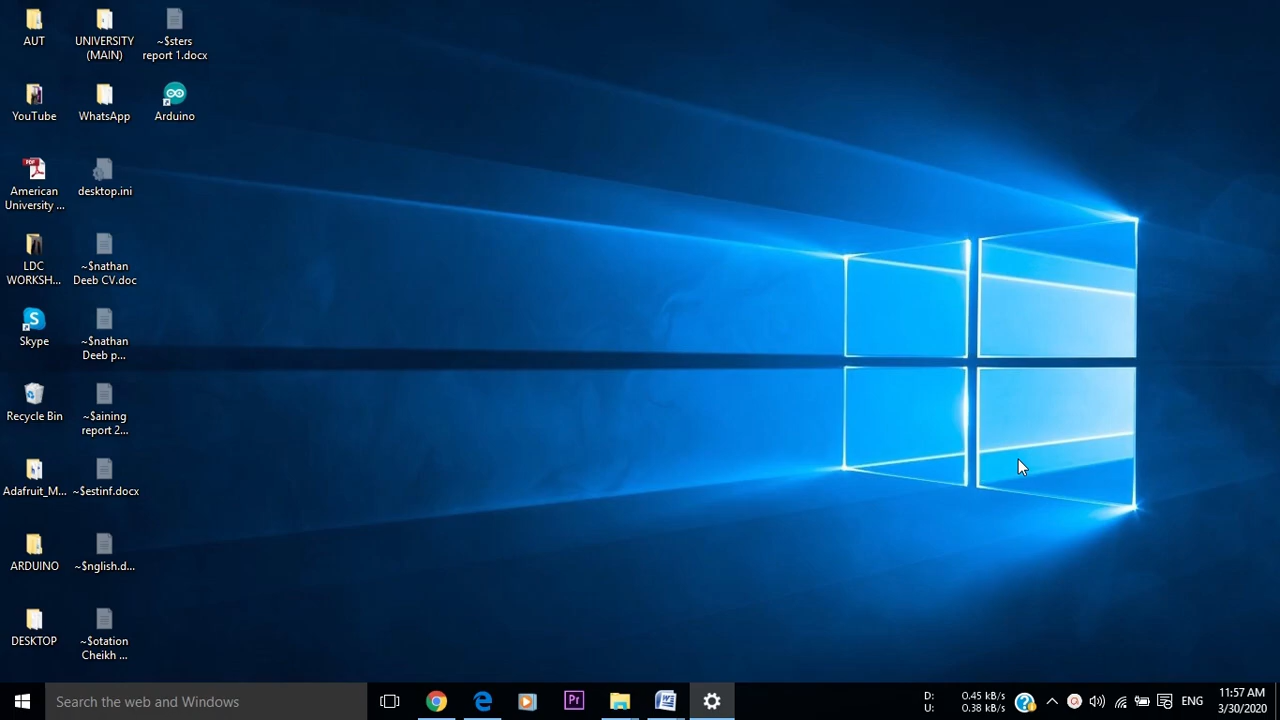 AUT
UNIVERSITY
(MAIN)
~$sters
report 1.docx
YouTube
WhatsApp
Arduino
PDF
American
University ...
desktop.ini
LDC
WORKSH...
~$nathan
Deeb CV.doc
Skype
~$nathan
Deeb p...
Recycle Bin
~$aining
report 2...
Adafruit_M...
~$estinf.docx
ARDUINO
~$nglish.d...
DESKTOP
~$otation
Cheikh ...
Search the web and Windows
Pr
D: 0.45 kB/s
U: 0.38 kB/s
ENG
11:57 AM
3/30/2020